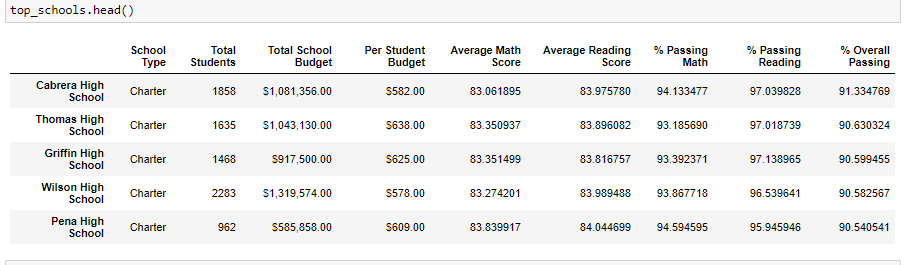 top_schools.head()
School Type Total Students Total School Budget Per Student Budget Average Math Score Average Reading Score % Passing Math % Passing Reading % Overall Passing
Cabrera High School Charter 1858 $1,081,356.00 $582.00 83.061895 83.975780 94.133477 97.039828 91.334769
Thomas High School Charter 1635 $1,043,130.00 $638.00 83.350937 83.896082 93.185690 97.018739 90.630324
Griffin High School Charter 1468 $917,500.00 $625.00 83.351499 83.816757 93.392371 97.138965 90.599455
Wilson High School Charter 2283 $1,319,574.00 $578.00 83.274201 83.989488 93.867718 96.539641 90.582567
Pena High School Charter 962 $585,858.00 $609.00 83.839917 84.044699 94.594595 95.945946 90.540541